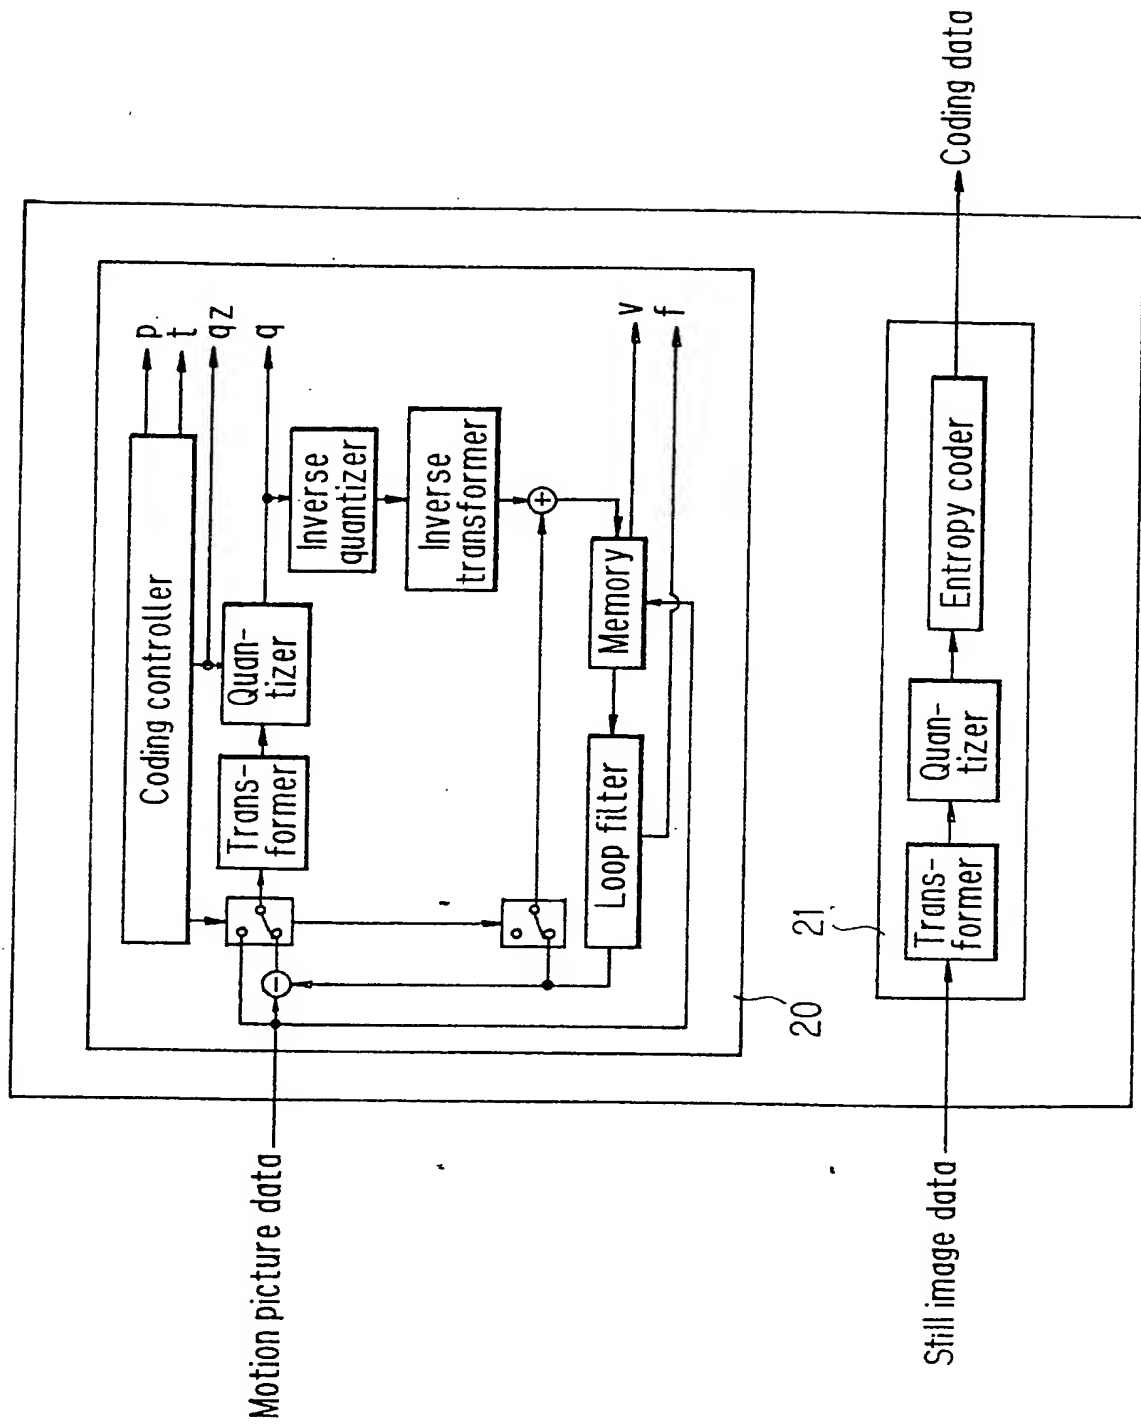 Motion picture data
Coding controller
p
t
qz
q
Trans-
former
Quan-
tizer
Inverse
quantizer
Inverse
transformer
Loop filter
Memory
v
f
20
Still image data
21
Trans-
former
Quan-
tizer
Entropy coder
Coding data